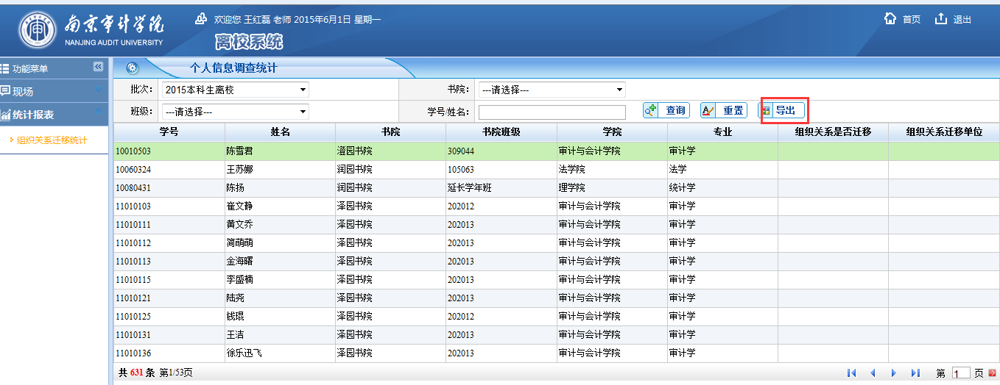 南京审计学院
NANJING AUDIT UNIVERSITY
欢迎您 王红磊 老师 2015年6月1日 星期一
离校系统
首页 退出
功能菜单
现场
统计报表
组织关系迁移统计
个人信息调查统计
批次： 2015本科生离校 书院： ---请选择---
班级： ---请选择--- 学号/姓名： 查询 重置 导出
学号 姓名 书院 书院班级 学院 专业 组织关系是否迁移 组织关系迁移单位
10010503 陈雪君 澄园书院 309044 审计与会计学院 审计学
10060324 王苏娜 润园书院 105063 法学院 法学
10080431 陈扬 润园书院 延长学年班 理学院 统计学
11010103 崔文静 泽园书院 202012 审计与会计学院 审计学
11010111 黄文乔 泽园书院 202013 审计与会计学院 审计学
11010112 简萌萌 泽园书院 202013 审计与会计学院 审计学
11010113 金海曙 泽园书院 202013 审计与会计学院 审计学
11010115 李盛楠 泽园书院 202013 审计与会计学院 审计学
11010121 陆尧 泽园书院 202013 审计与会计学院 审计学
11010125 钱琨 泽园书院 202012 审计与会计学院 审计学
11010131 王洁 泽园书院 202013 审计与会计学院 审计学
11010136 徐乐迅飞 泽园书院 202013 审计与会计学院 审计学
共 631 条 第1/53页 第 1 页